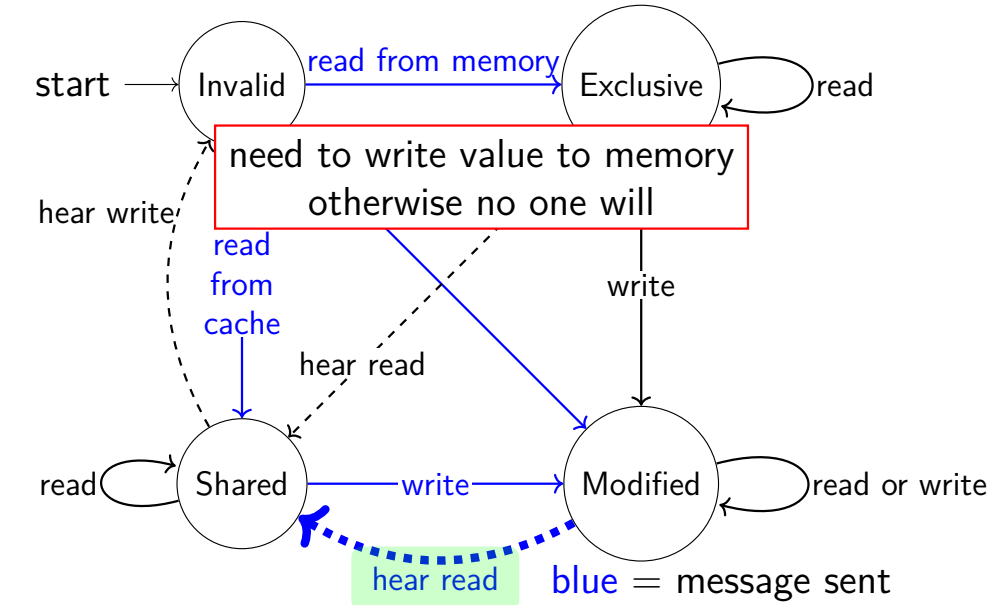 read from memory
start
Invalid
Exclusive
read
need to write value to memory
otherwise no one will
hear write
read
from
cache
write
hear read
read
Shared
write
Modified
read or write
hear read
blue = message sent